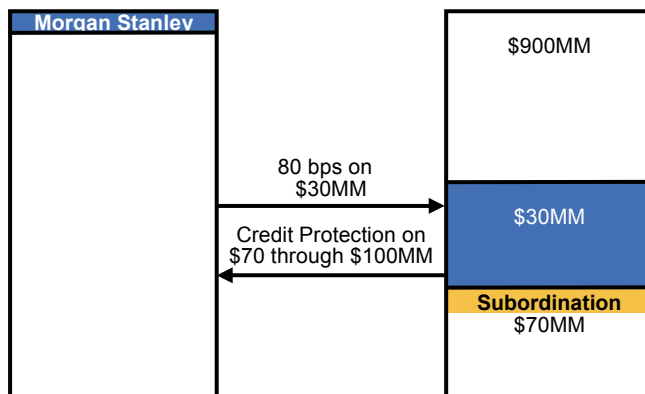 Morgan Stanley
$900MM
80 bps on
$30MM
$30MM
Credit Protection on
$70 through $100MM
Subordination
$70MM